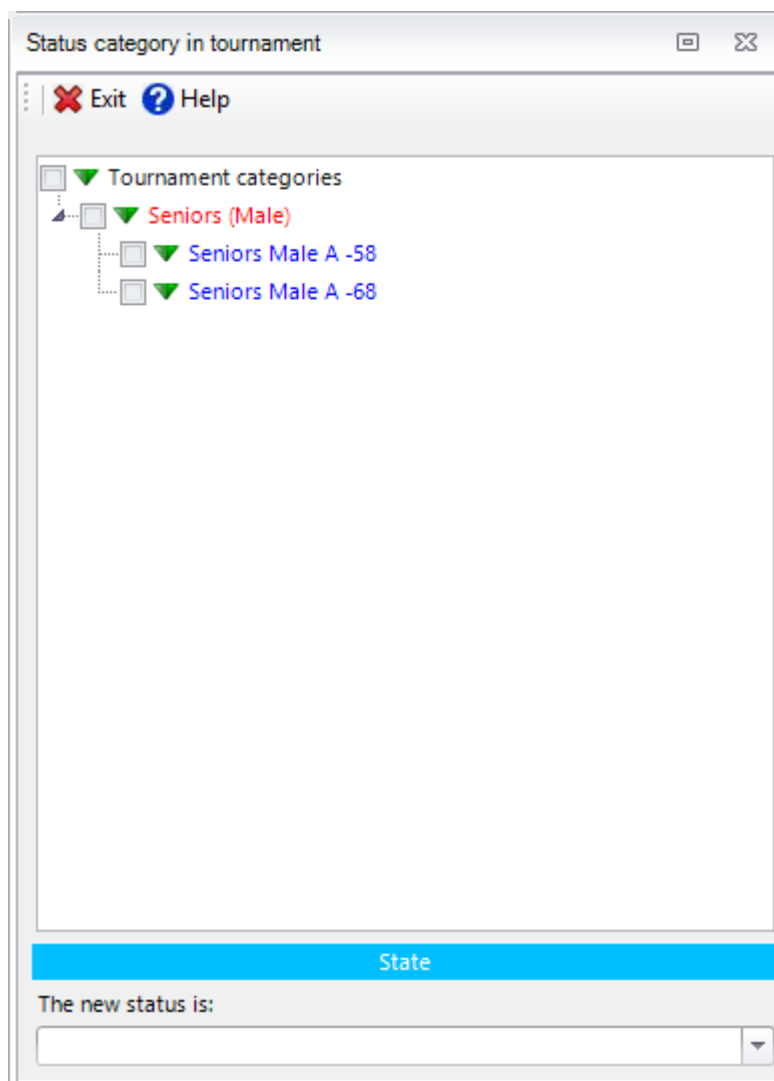 Status category in tournament
Exit Help
Tournament categories
Seniors (Male)
Seniors Male A -58
Seniors Male A -68
State
The new status is: